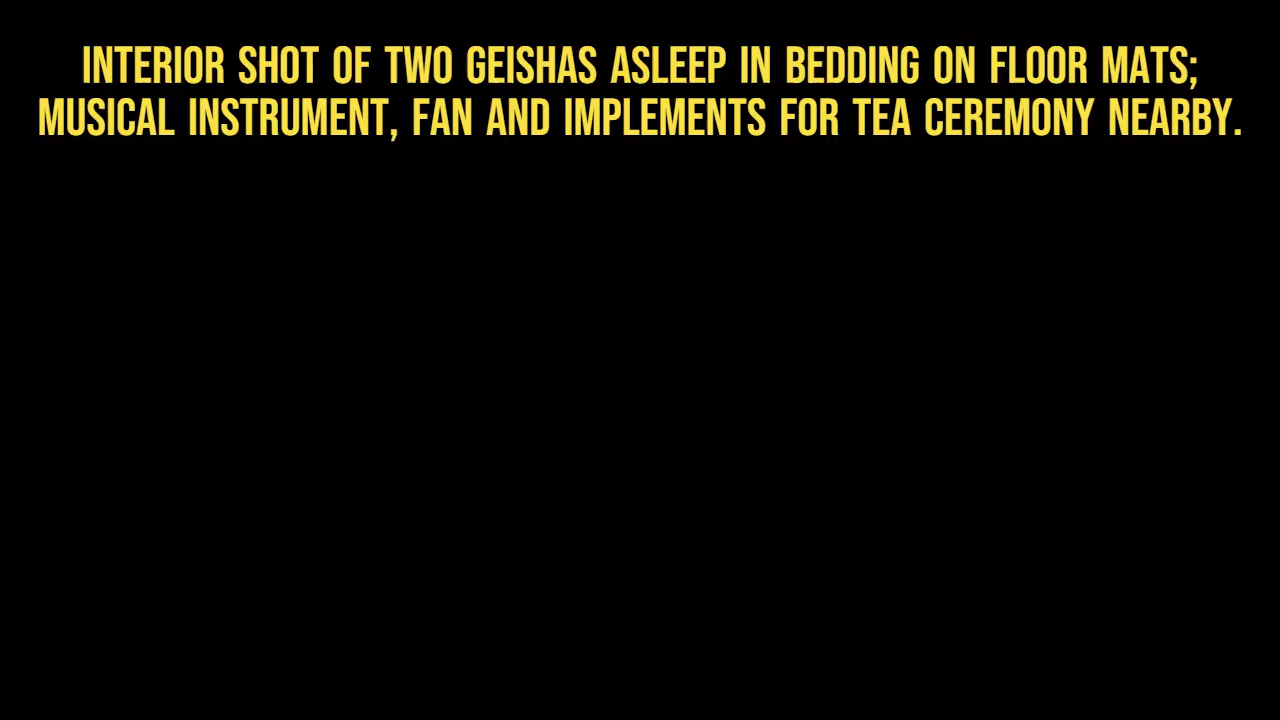 INTERIOR SHOT OF TWO GEISHAS ASLEEP IN BEDDING ON FLOOR MATS;
MUSICAL INSTRUMENT, FAN AND IMPLEMENTS FOR TEA CEREMONY NEARBY.